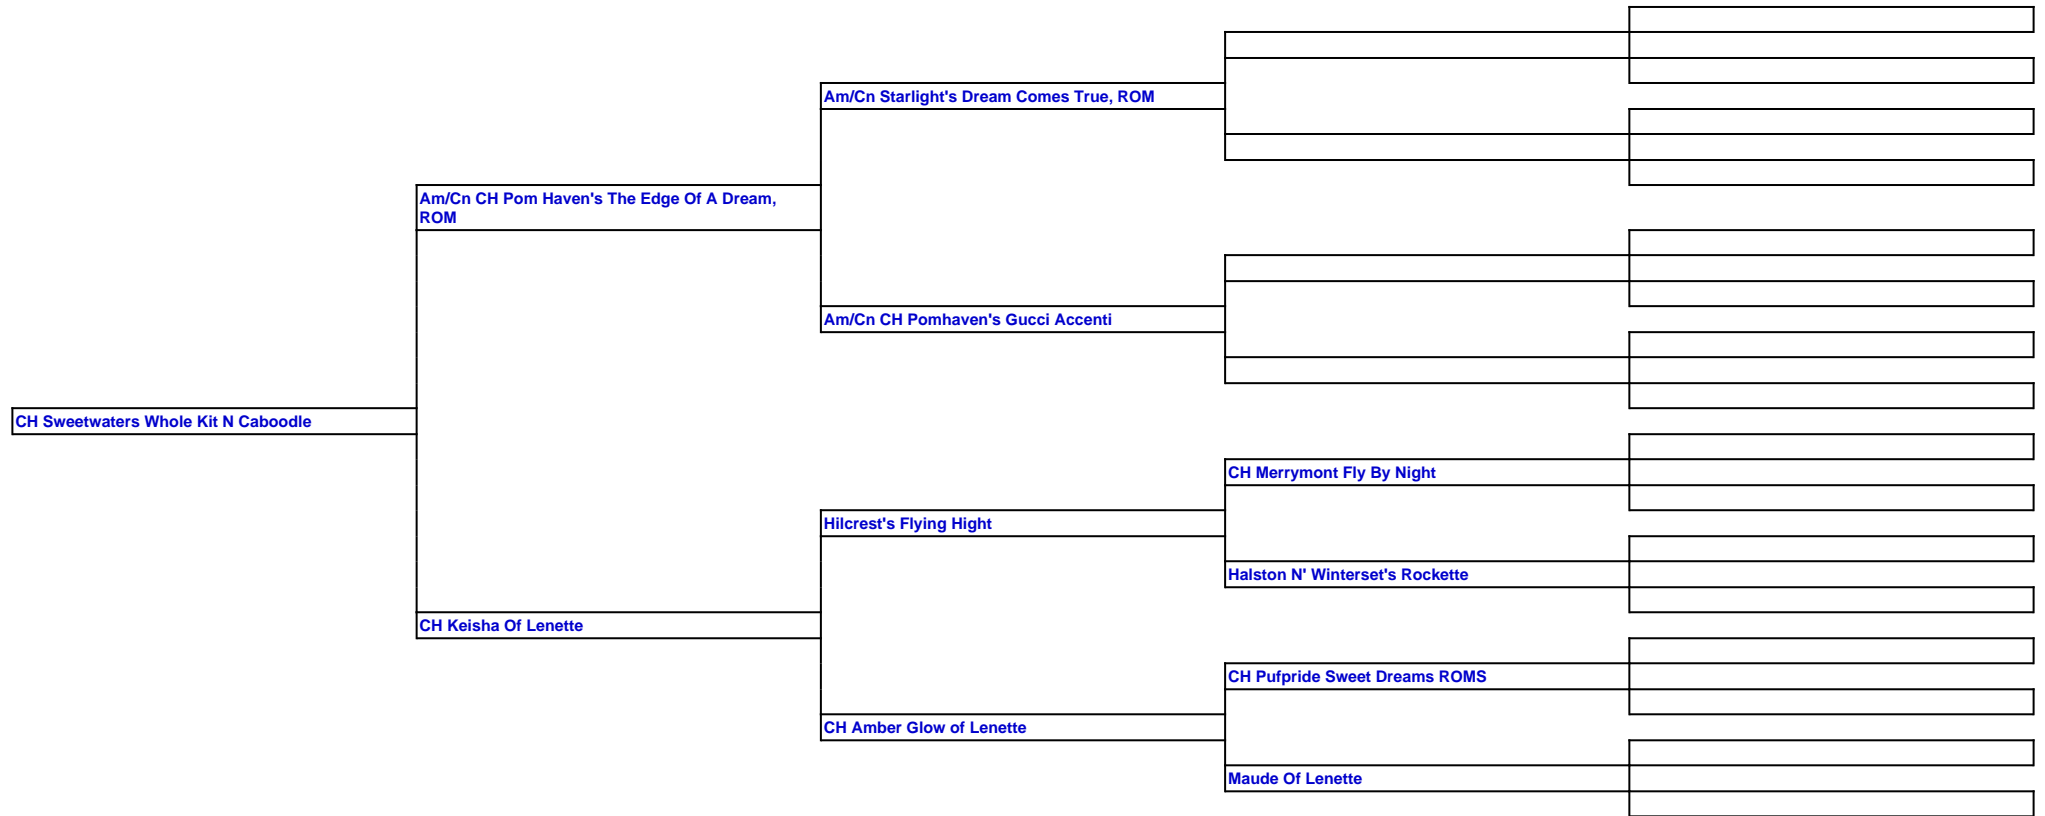 Am/Cn Starlight's Dream Comes True, ROM
Am/Cn CH Pom Haven's The Edge Of A Dream,
ROM
Am/Cn CH Pomhaven's Gucci Accenti
CH Sweetwaters Whole Kit N Caboodle
CH Merrymont Fly By Night
Hilcrest's Flying Hight
Halston N' Winterset's Rockette
CH Keisha Of Lenette
CH Pufpride Sweet Dreams ROMS
CH Amber Glow of Lenette
Maude Of Lenette